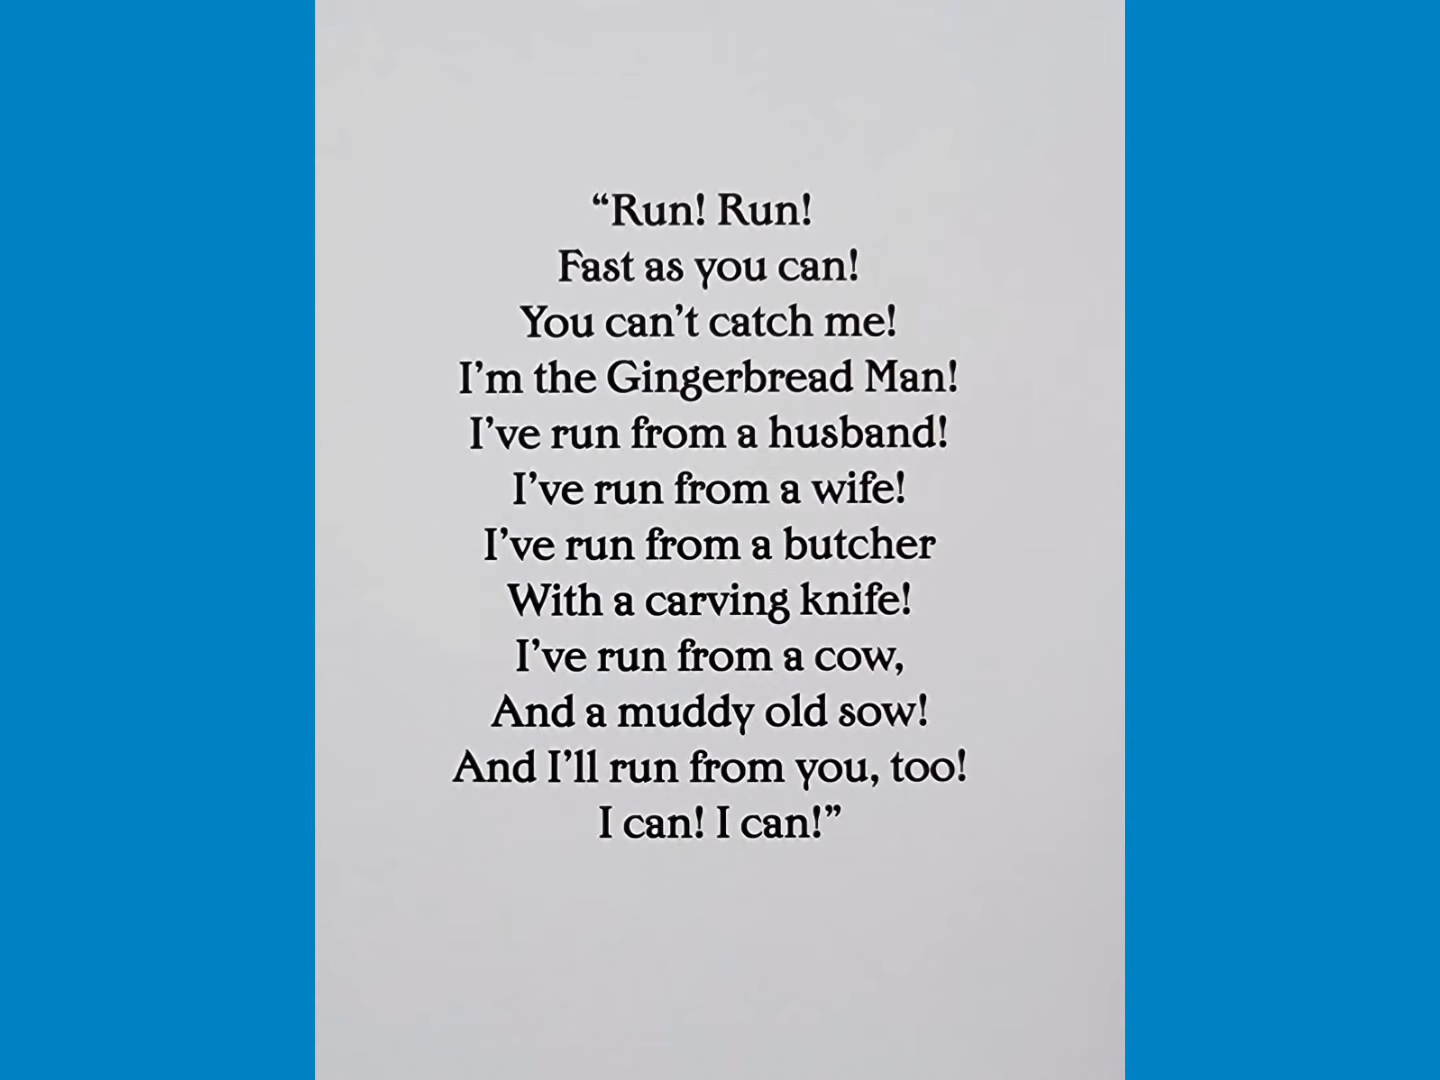 “Run! Run!
Fast as you can!
You can’t catch me!
I’m the Gingerbread Man!
I’ve run from a husband!
I’ve run from a wife!
I’ve run from a butcher
With a carving knife!
I’ve run from a cow,
And a muddy old sow!
And I’ll run from you, too!
I can! I can!”